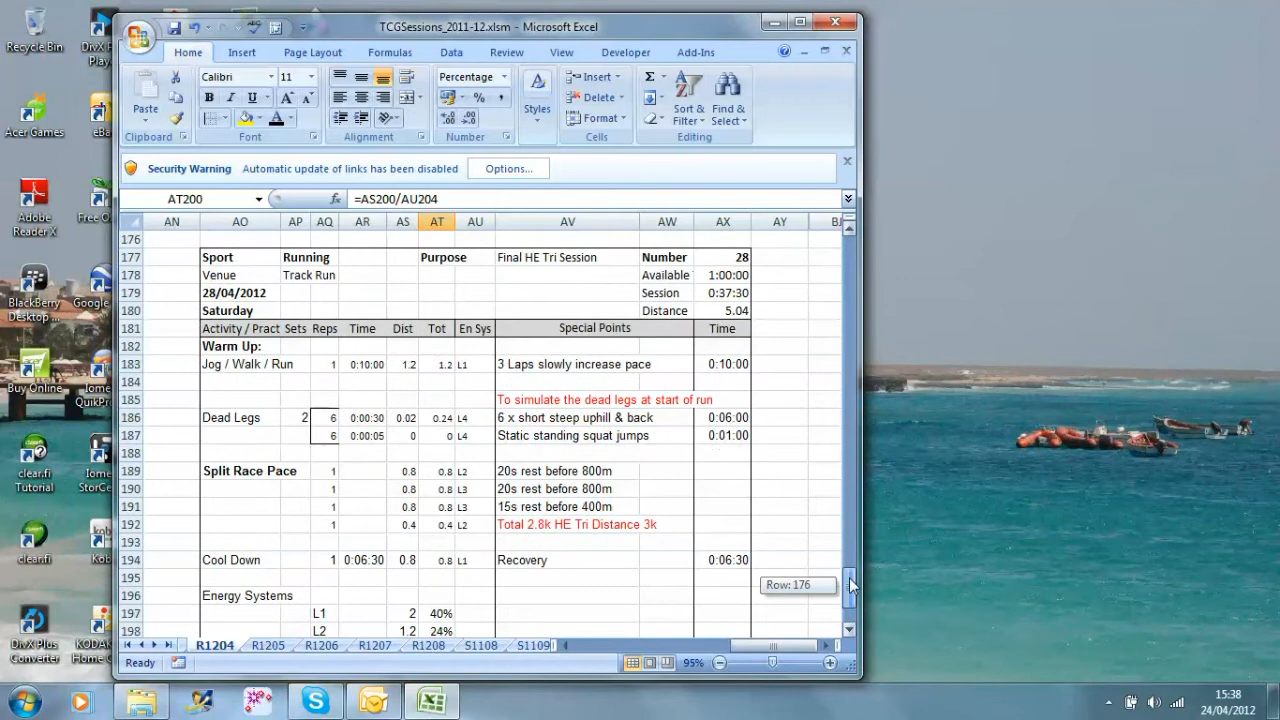 Recycle Bin
DivX
Play
Acer Games
eBa
Adobe
Reader X
Free O
BlackBerry
Desktop ...
Google
Buy Online
Iome
QuikPro
clear.fi
Tutorial
Iome
StorCe
clear.fi
Kob
DivX Plus
Converter
KODAK
Home C
TCGSessions_2011-12.xlsm - Microsoft Excel
Home Insert Page Layout Formulas Data Review View Developer Add-Ins
Paste
Clipboard
Calibri 11
B I U
Font
Alignment
Percentage
Number
Styles
Insert
Delete
Format
Cells
Sort &
Filter
Find &
Select
Editing
Security Warning Automatic update of links has been disabled Options...
AT200 fx =AS200/AU204
AN AO AP AQ AR AS AT AU AV AW AX AY
176
177 Sport Running Purpose Final HE Tri Session Number 28
178 Venue Track Run Available 1:00:00
179 28/04/2012 Session 0:37:30
180 Saturday Distance 5.04
181 Activity / Pract Sets Reps Time Dist Tot En Sys Special Points Time
182 Warm Up:
183 Jog / Walk / Run 1 0:10:00 1.2 1.2 L1 3 Laps slowly increase pace 0:10:00
184
185 To simulate the dead legs at start of run
186 Dead Legs 2 6 0:00:30 0.02 0.24 L4 6 x short steep uphill & back 0:06:00
187 6 0:00:05 0 0 L4 Static standing squat jumps 0:01:00
188
189 Split Race Pace 1 0.8 0.8 L2 20s rest before 800m
190 1 0.8 0.8 L3 20s rest before 800m
191 1 0.8 0.8 L3 15s rest before 400m
192 1 0.4 0.4 L2 Total 2.8k HE Tri Distance 3k
193
194 Cool Down 1 0:06:30 0.8 0.8 L1 Recovery 0:06:30
195
Row: 176
196 Energy Systems
197 L1 2 40%
198 L2 1.2 24%
R1204 R1205 R1206 R1207 R1208 S1108 S1109
Ready 95%
15:38
24/04/2012